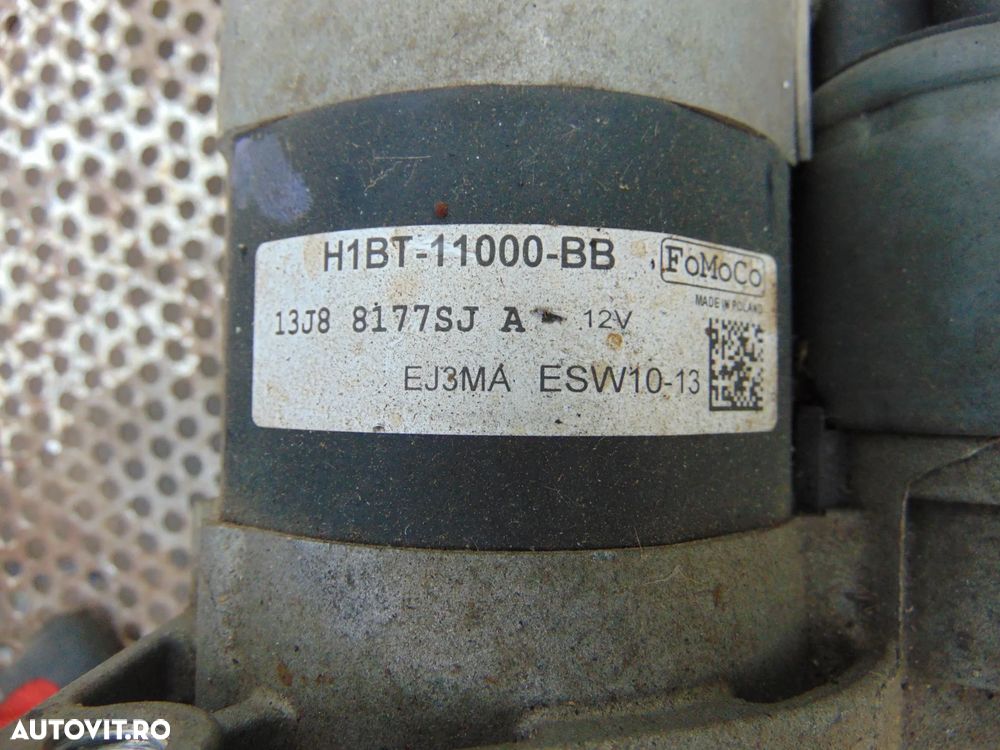 H1BT-11000-BB
FoMoCo
MADE IN POLAND
13J8 8177SJ A 12V
EJ3MA ESW10-13
AUTOVIT.RO